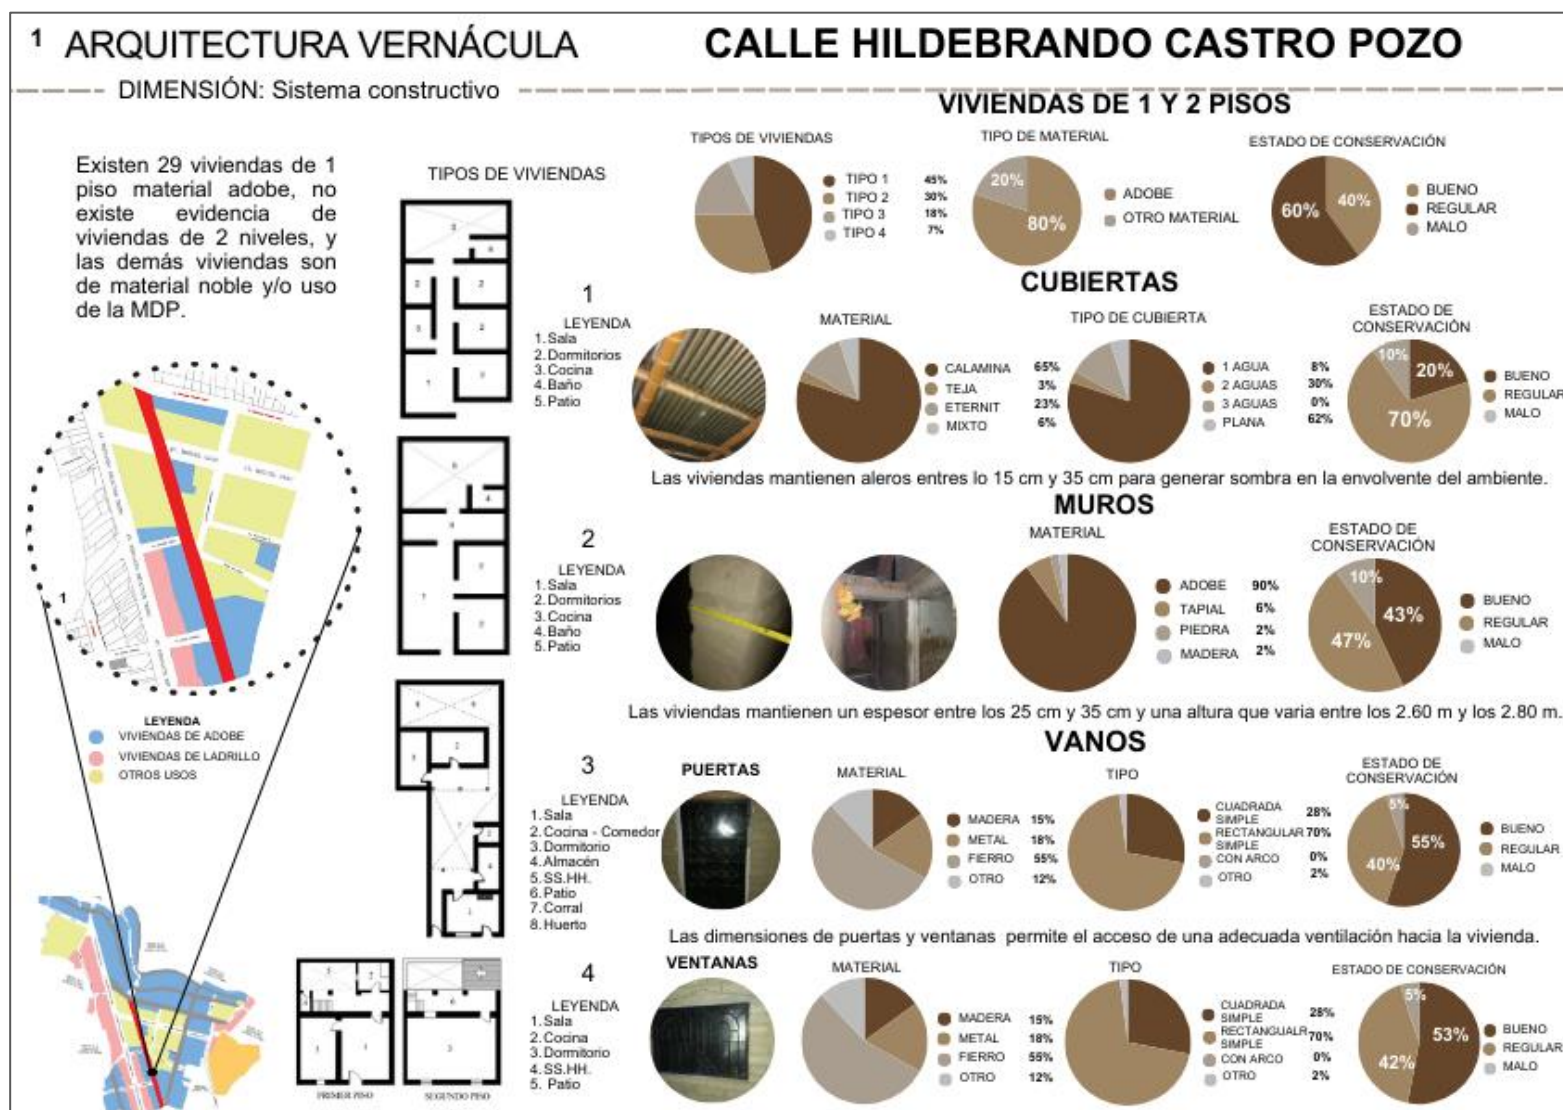 1 ARQUITECTURA VERNÁCULA
DIMENSIÓN: Sistema constructivo
CALLE HILDEBRANDO CASTRO POZO
Existen 29 viviendas de 1
piso material adobe, no
existe evidencia de
viviendas de 2 niveles, y
las demás viviendas son
de material noble y/o uso
de la MDP.
1
LEYENDA
VIVIENDAS DE ADOBE
VIVIENDAS DE LADRILLO
OTROS USOS
TIPOS DE VIVIENDAS
1
LEYENDA
1. Sala
2. Dormitorios
3. Cocina
4. Baño
5. Patio
2
LEYENDA
1. Sala
2. Dormitorios
3. Cocina
4. Baño
5. Patio
3
LEYENDA
1. Sala
2. Cocina - Comedor
3. Dormitorio
4. Almacén
5. SS.HH.
6. Patio
7. Corral
8. Huerto
4
LEYENDA
1. Sala
2. Cocina
3. Dormitorio
4. SS.HH.
5. Patio
PRIMER PISO
SEGUNDO PISO
VIVIENDAS DE 1 Y 2 PISOS
TIPOS DE VIVIENDAS
TIPO 1 45%
TIPO 2 30%
TIPO 3 18%
TIPO 4 7%
TIPO DE MATERIAL
20%
80%
ADOBE
OTRO MATERIAL
ESTADO DE CONSERVACIÓN
60%
40%
BUENO
REGULAR
MALO
CUBIERTAS
MATERIAL
CALAMINA 65%
TEJA 3%
ETERNIT 23%
MIXTO 6%
TIPO DE CUBIERTA
1 AGUA 8%
2 AGUAS 30%
3 AGUAS 0%
PLANA 62%
ESTADO DE
CONSERVACIÓN
10%
20%
70%
BUENO
REGULAR
MALO
Las viviendas mantienen aleros entres lo 15 cm y 35 cm para generar sombra en la envolvente del ambiente.
MUROS
MATERIAL
ADOBE 90%
TAPIAL 6%
PIEDRA 2%
MADERA 2%
ESTADO DE
CONSERVACIÓN
10%
43%
47%
BUENO
REGULAR
MALO
Las viviendas mantienen un espesor entre los 25 cm y 35 cm y una altura que varia entre los 2.60 m y los 2.80 m.
VANOS
PUERTAS
MATERIAL
MADERA 15%
METAL 18%
FIERRO 55%
OTRO 12%
TIPO
CUADRADA
SIMPLE 28%
RECTANGULAR
SIMPLE 70%
CON ARCO 0%
OTRO 2%
ESTADO DE
CONSERVACIÓN
5%
55%
40%
BUENO
REGULAR
MALO
Las dimensiones de puertas y ventanas permite el acceso de una adecuada ventilación hacia la vivienda.
VENTANAS
MATERIAL
MADERA 15%
METAL 18%
FIERRO 55%
OTRO 12%
TIPO
CUADRADA
SIMPLE 28%
RECTANGUALR
SIMPLE 70%
CON ARCO 0%
OTRO 2%
ESTADO DE CONSERVACIÓN
5%
53%
42%
BUENO
REGULAR
MALO